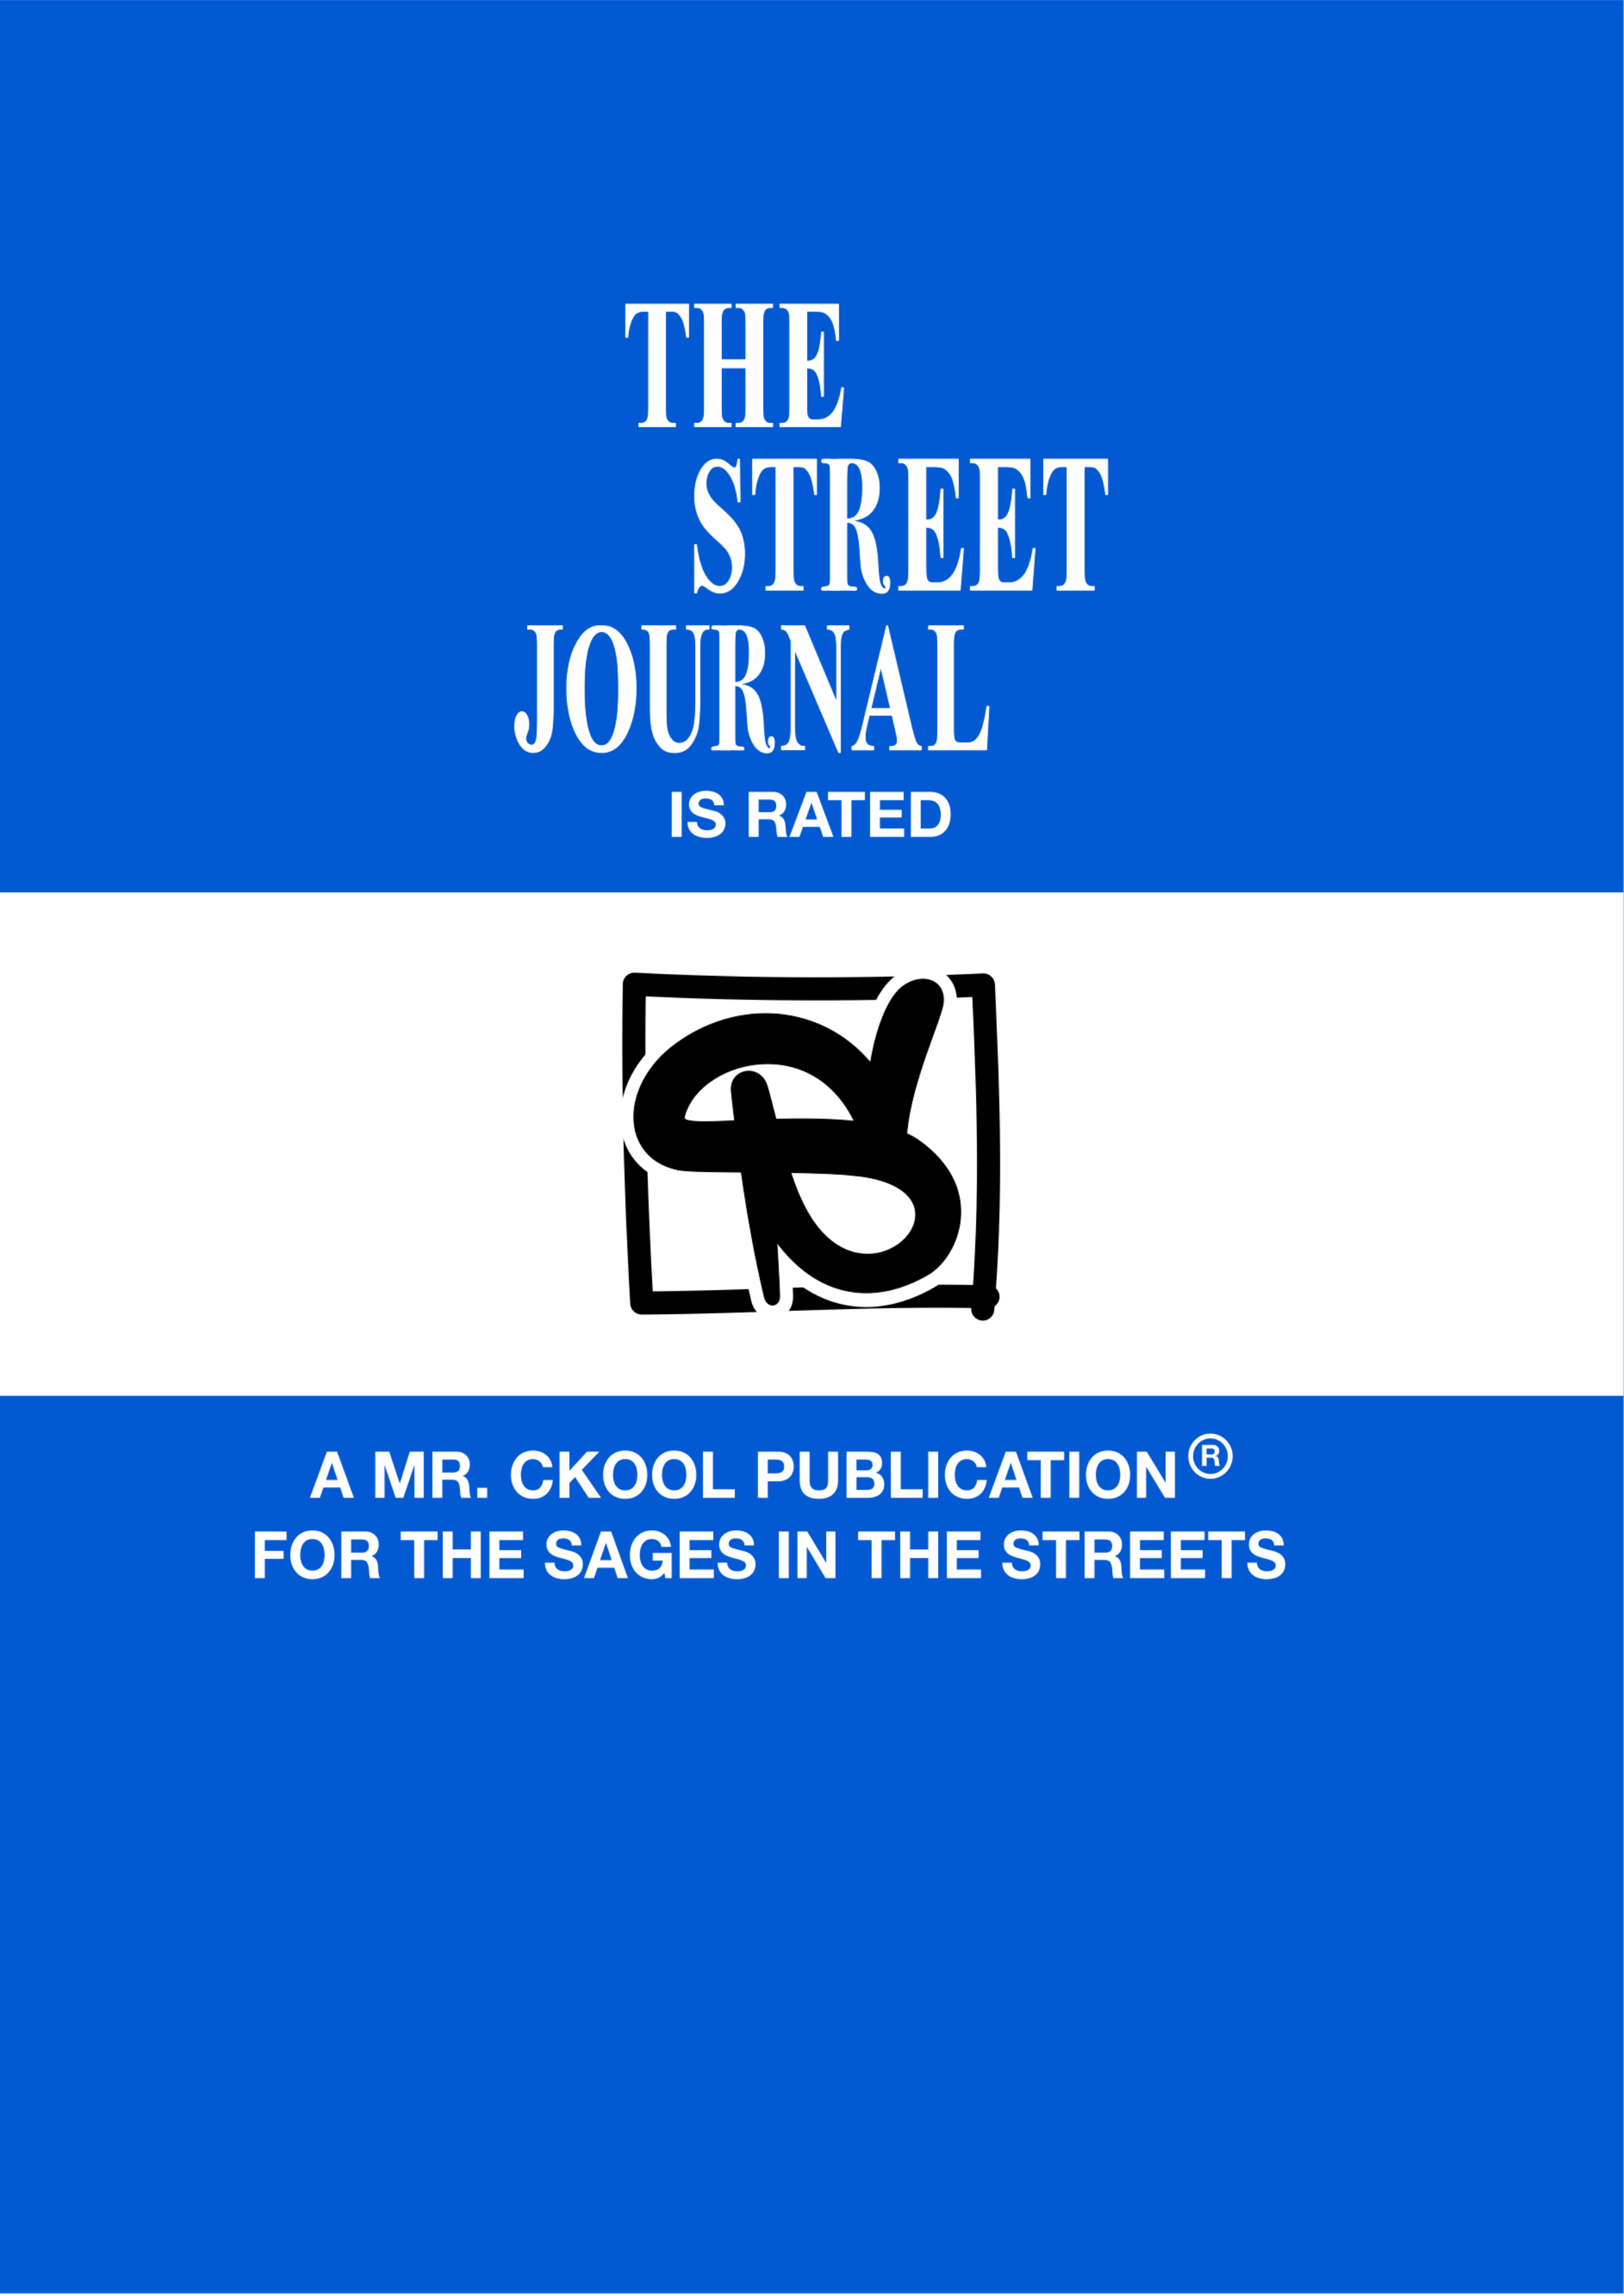 THE
STREET
JOURNAL
IS RATED
A MR. CKOOL PUBLICATION®
FOR THE SAGES IN THE STREETS